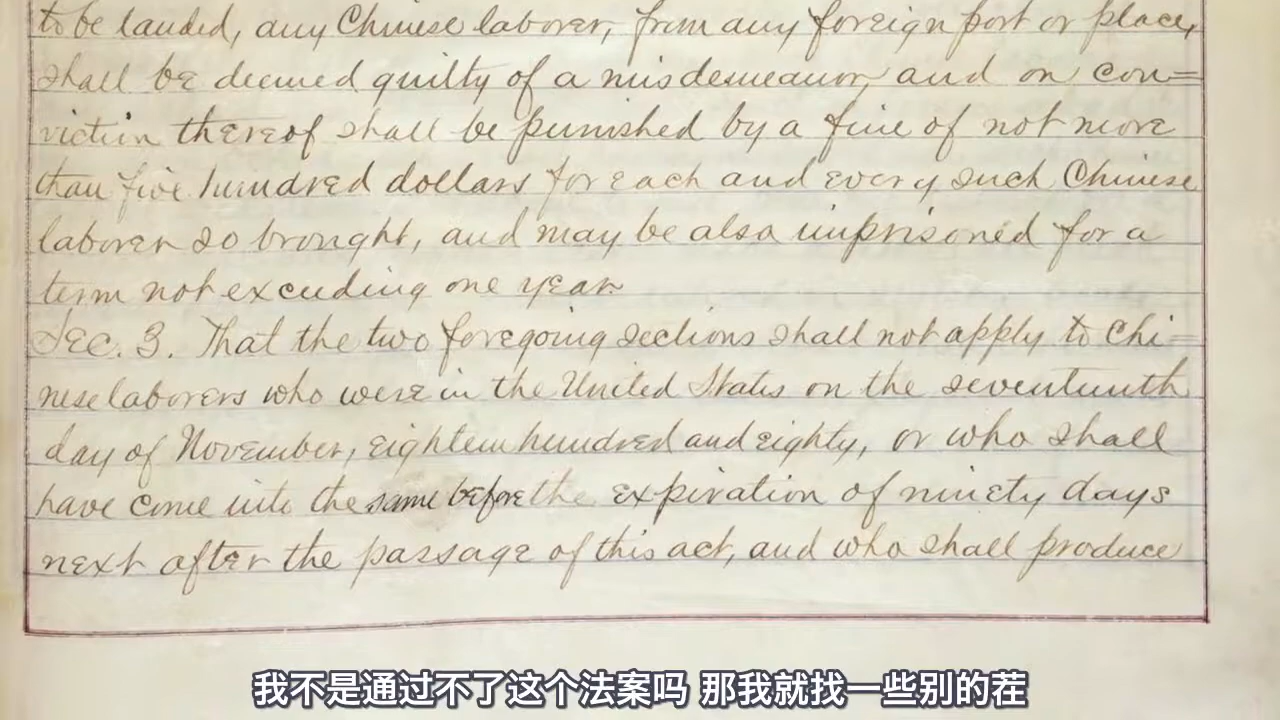 to be landed, any Chinese laborer, from any foreign port or place,
shall be deemed guilty of a misdemeanor, and on con=
viction thereof shall be punished by a fine of not more
than five hundred dollars for each and every such Chinese
laborer so brought, and may be also imprisoned for a
term not exceeding one year.
Sec. 3. That the two foregoing sections shall not apply to Chi=
nese laborers who were in the United States on the seventeenth
day of November, eighteen hundred and eighty, or who shall
have come into the same before the expiration of ninety days
next after the passage of this act, and who shall produce
我不是通过不了这个法案吗 那我就找一些别的茬